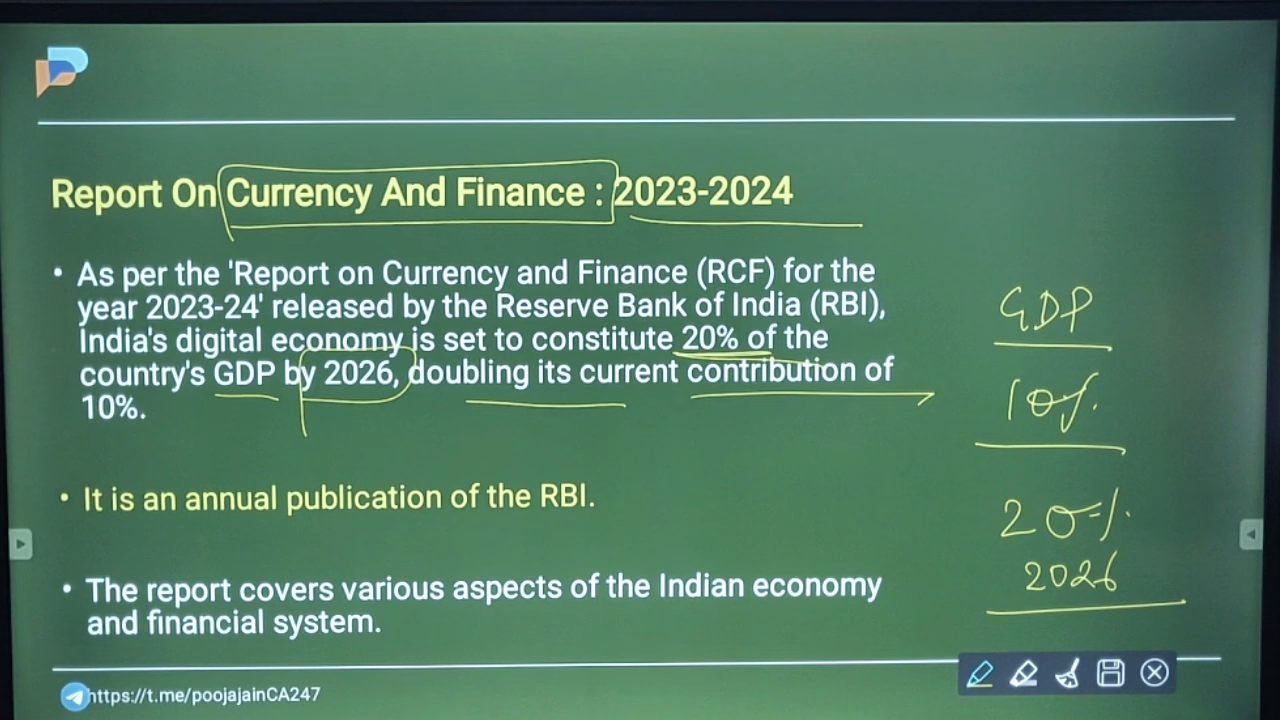 Report On Currency And Finance : 2023-2024
• As per the 'Report on Currency and Finance (RCF) for the
year 2023-24' released by the Reserve Bank of India (RBI),
India's digital economy is set to constitute 20% of the
country's GDP by 2026, doubling its current contribution of
10%.
• It is an annual publication of the RBI.
• The report covers various aspects of the Indian economy
and financial system.
GDP
10%.
20%.
2026
https://t.me/poojajainCA247